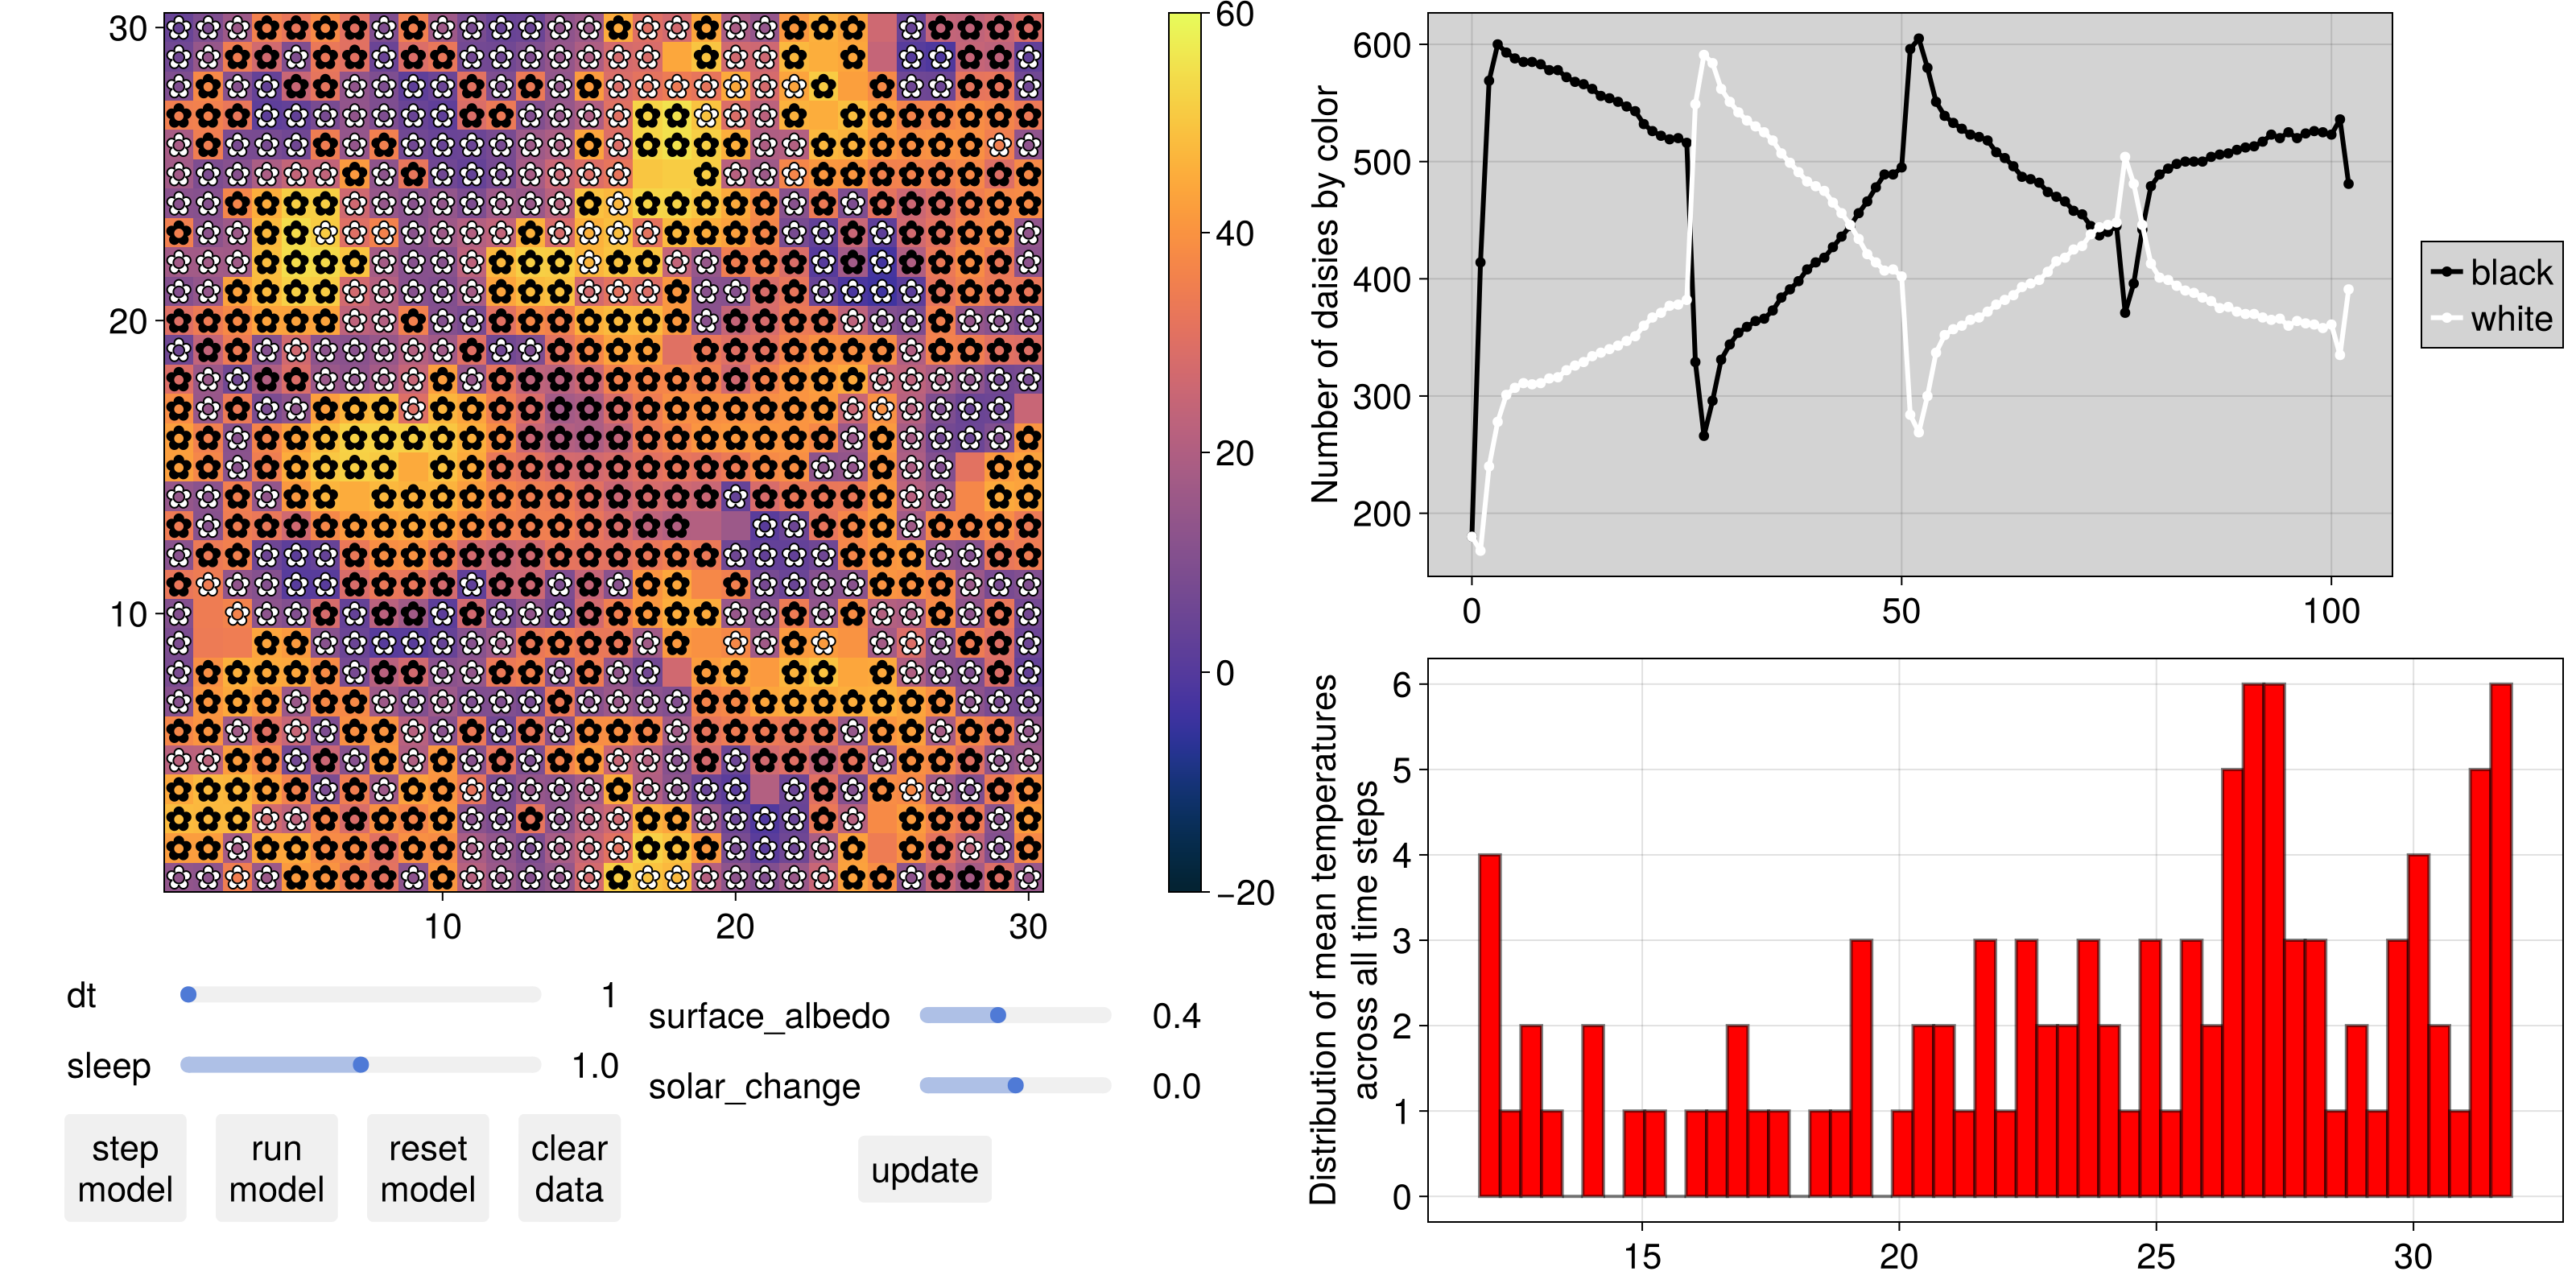 30
20
10
10
20
30
60
40
20
0
−20
Number of daisies by color
600
500
400
300
200
0
50
100
black
white
Distribution of mean temperatures
across all time steps
6
5
4
3
2
1
0
15
20
25
30
dt
1
sleep
1.0
surface_albedo
0.4
solar_change
0.0
step
model
run
model
reset
model
clear
data
update